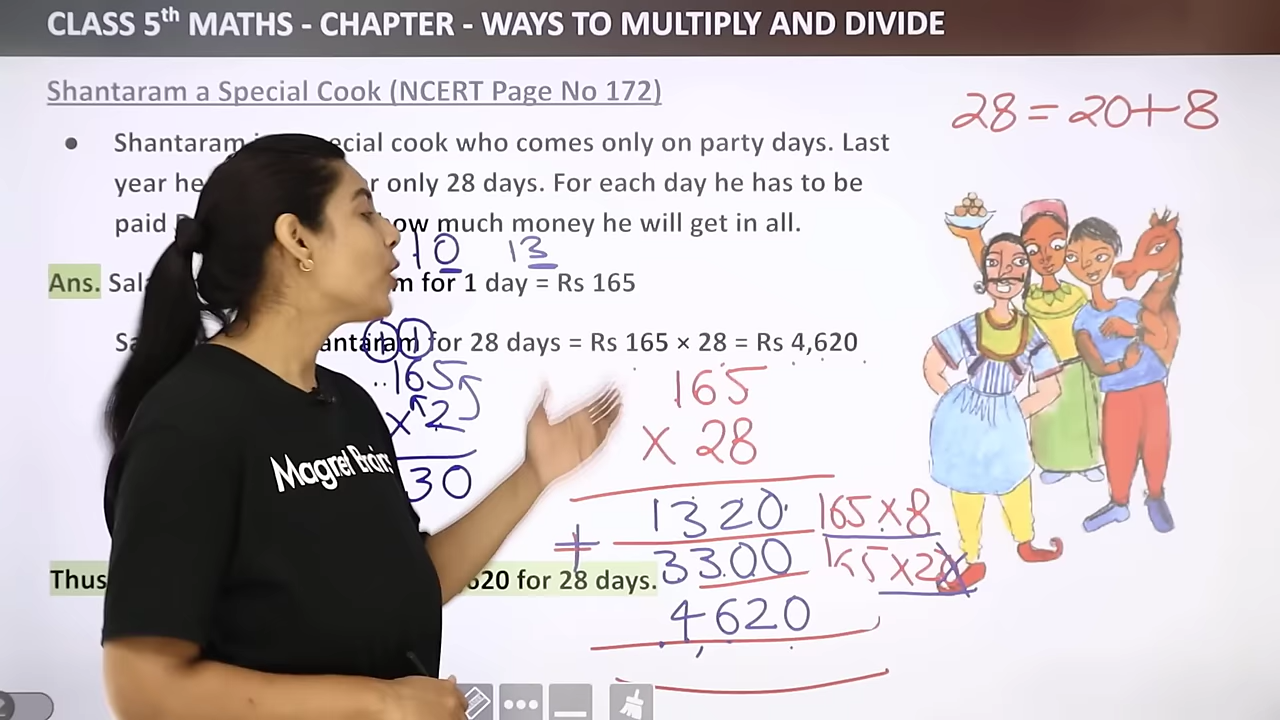 CLASS 5th MATHS - CHAPTER - WAYS TO MULTIPLY AND DIVIDE
Shantaram a Special Cook (NCERT Page No 172)
28 = 20+8
• Shantaram cook who comes only on party days. Last
year he only 28 days. For each day he has to be
paid how much money he will get in all.
10 13
Ans. for 1 day = Rs 165
for 28 days = Rs 165 × 28 = Rs 4,620
165
× 2
30
165
× 28
1320 165×8
+ 3300 165×20
4,620
Thus 620 for 28 days.
Magnet Brains